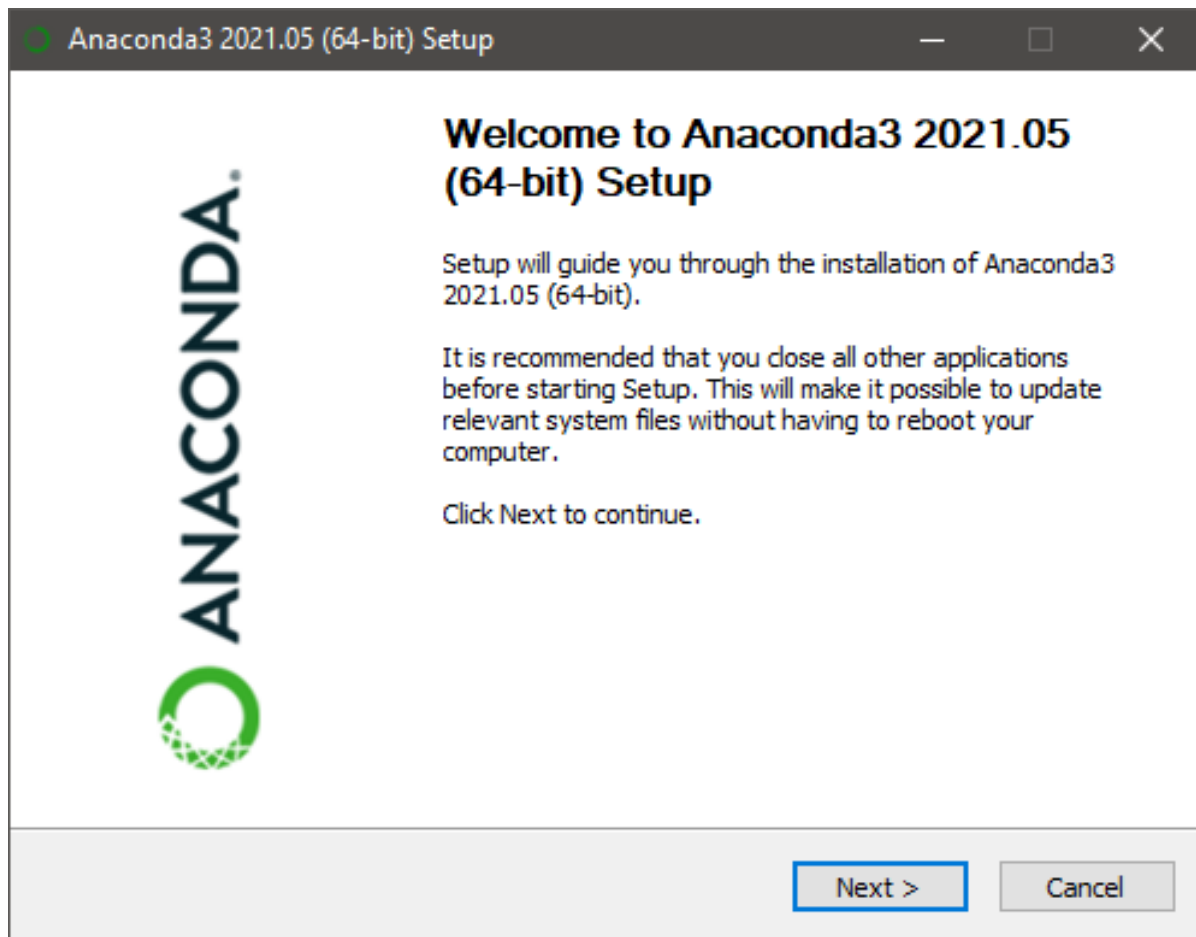 Anaconda3 2021.05 (64-bit) Setup
Welcome to Anaconda3 2021.05
(64-bit) Setup
ANACONDA.
Setup will guide you through the installation of Anaconda3
2021.05 (64-bit).
It is recommended that you close all other applications
before starting Setup. This will make it possible to update
relevant system files without having to reboot your
computer.
Click Next to continue.
Next >
Cancel